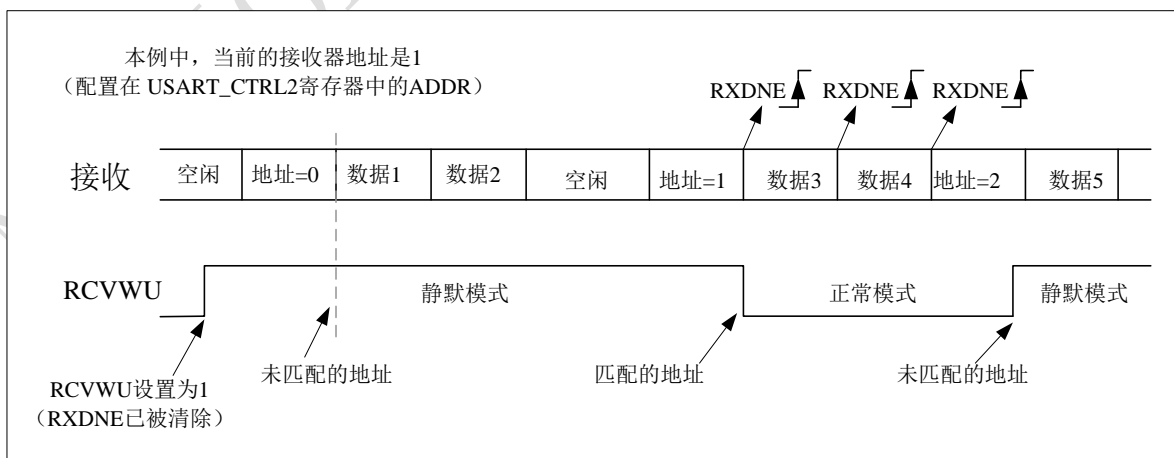 本例中，当前的接收器地址是1
（配置在 USART_CTRL2寄存器中的ADDR）
RXDNE RXDNE RXDNE
接收 空闲 地址=0 数据1 数据2 空闲 地址=1 数据3 数据4 地址=2 数据5
RCVWU 静默模式 正常模式 静默模式
未匹配的地址 匹配的地址 未匹配的地址
RCVWU设置为1
（RXDNE已被清除）